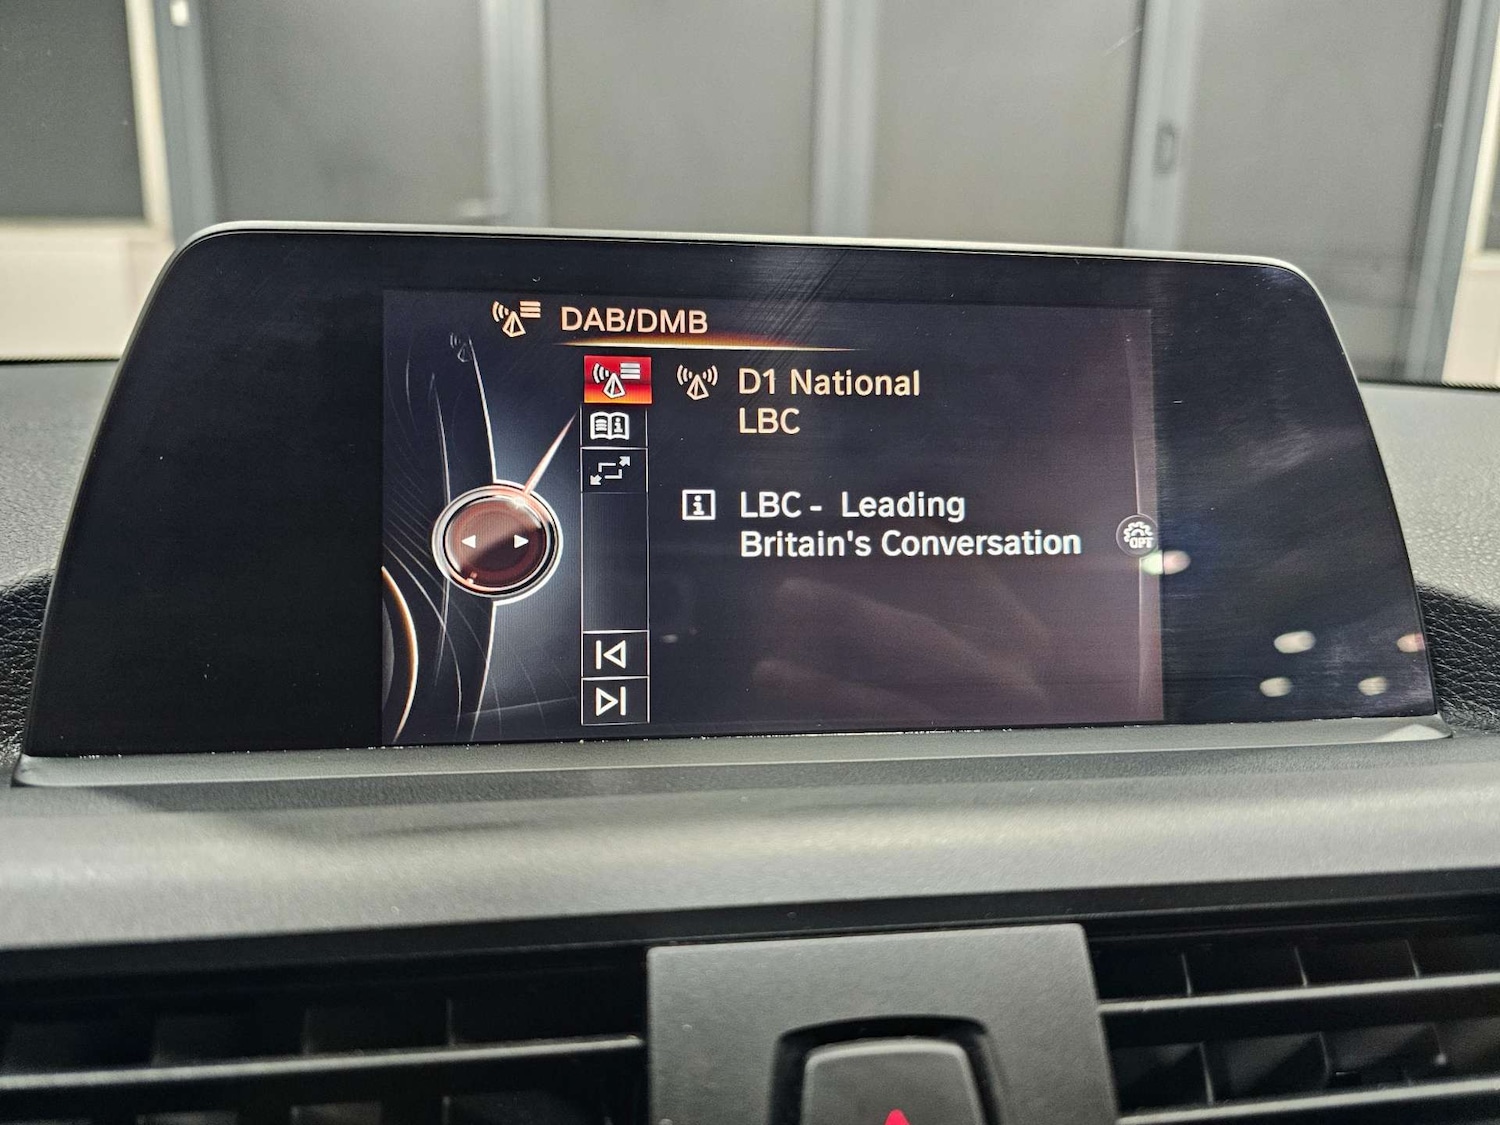 DAB/DMB
D1 National
LBC
LBC - Leading
Britain's Conversation
OPT